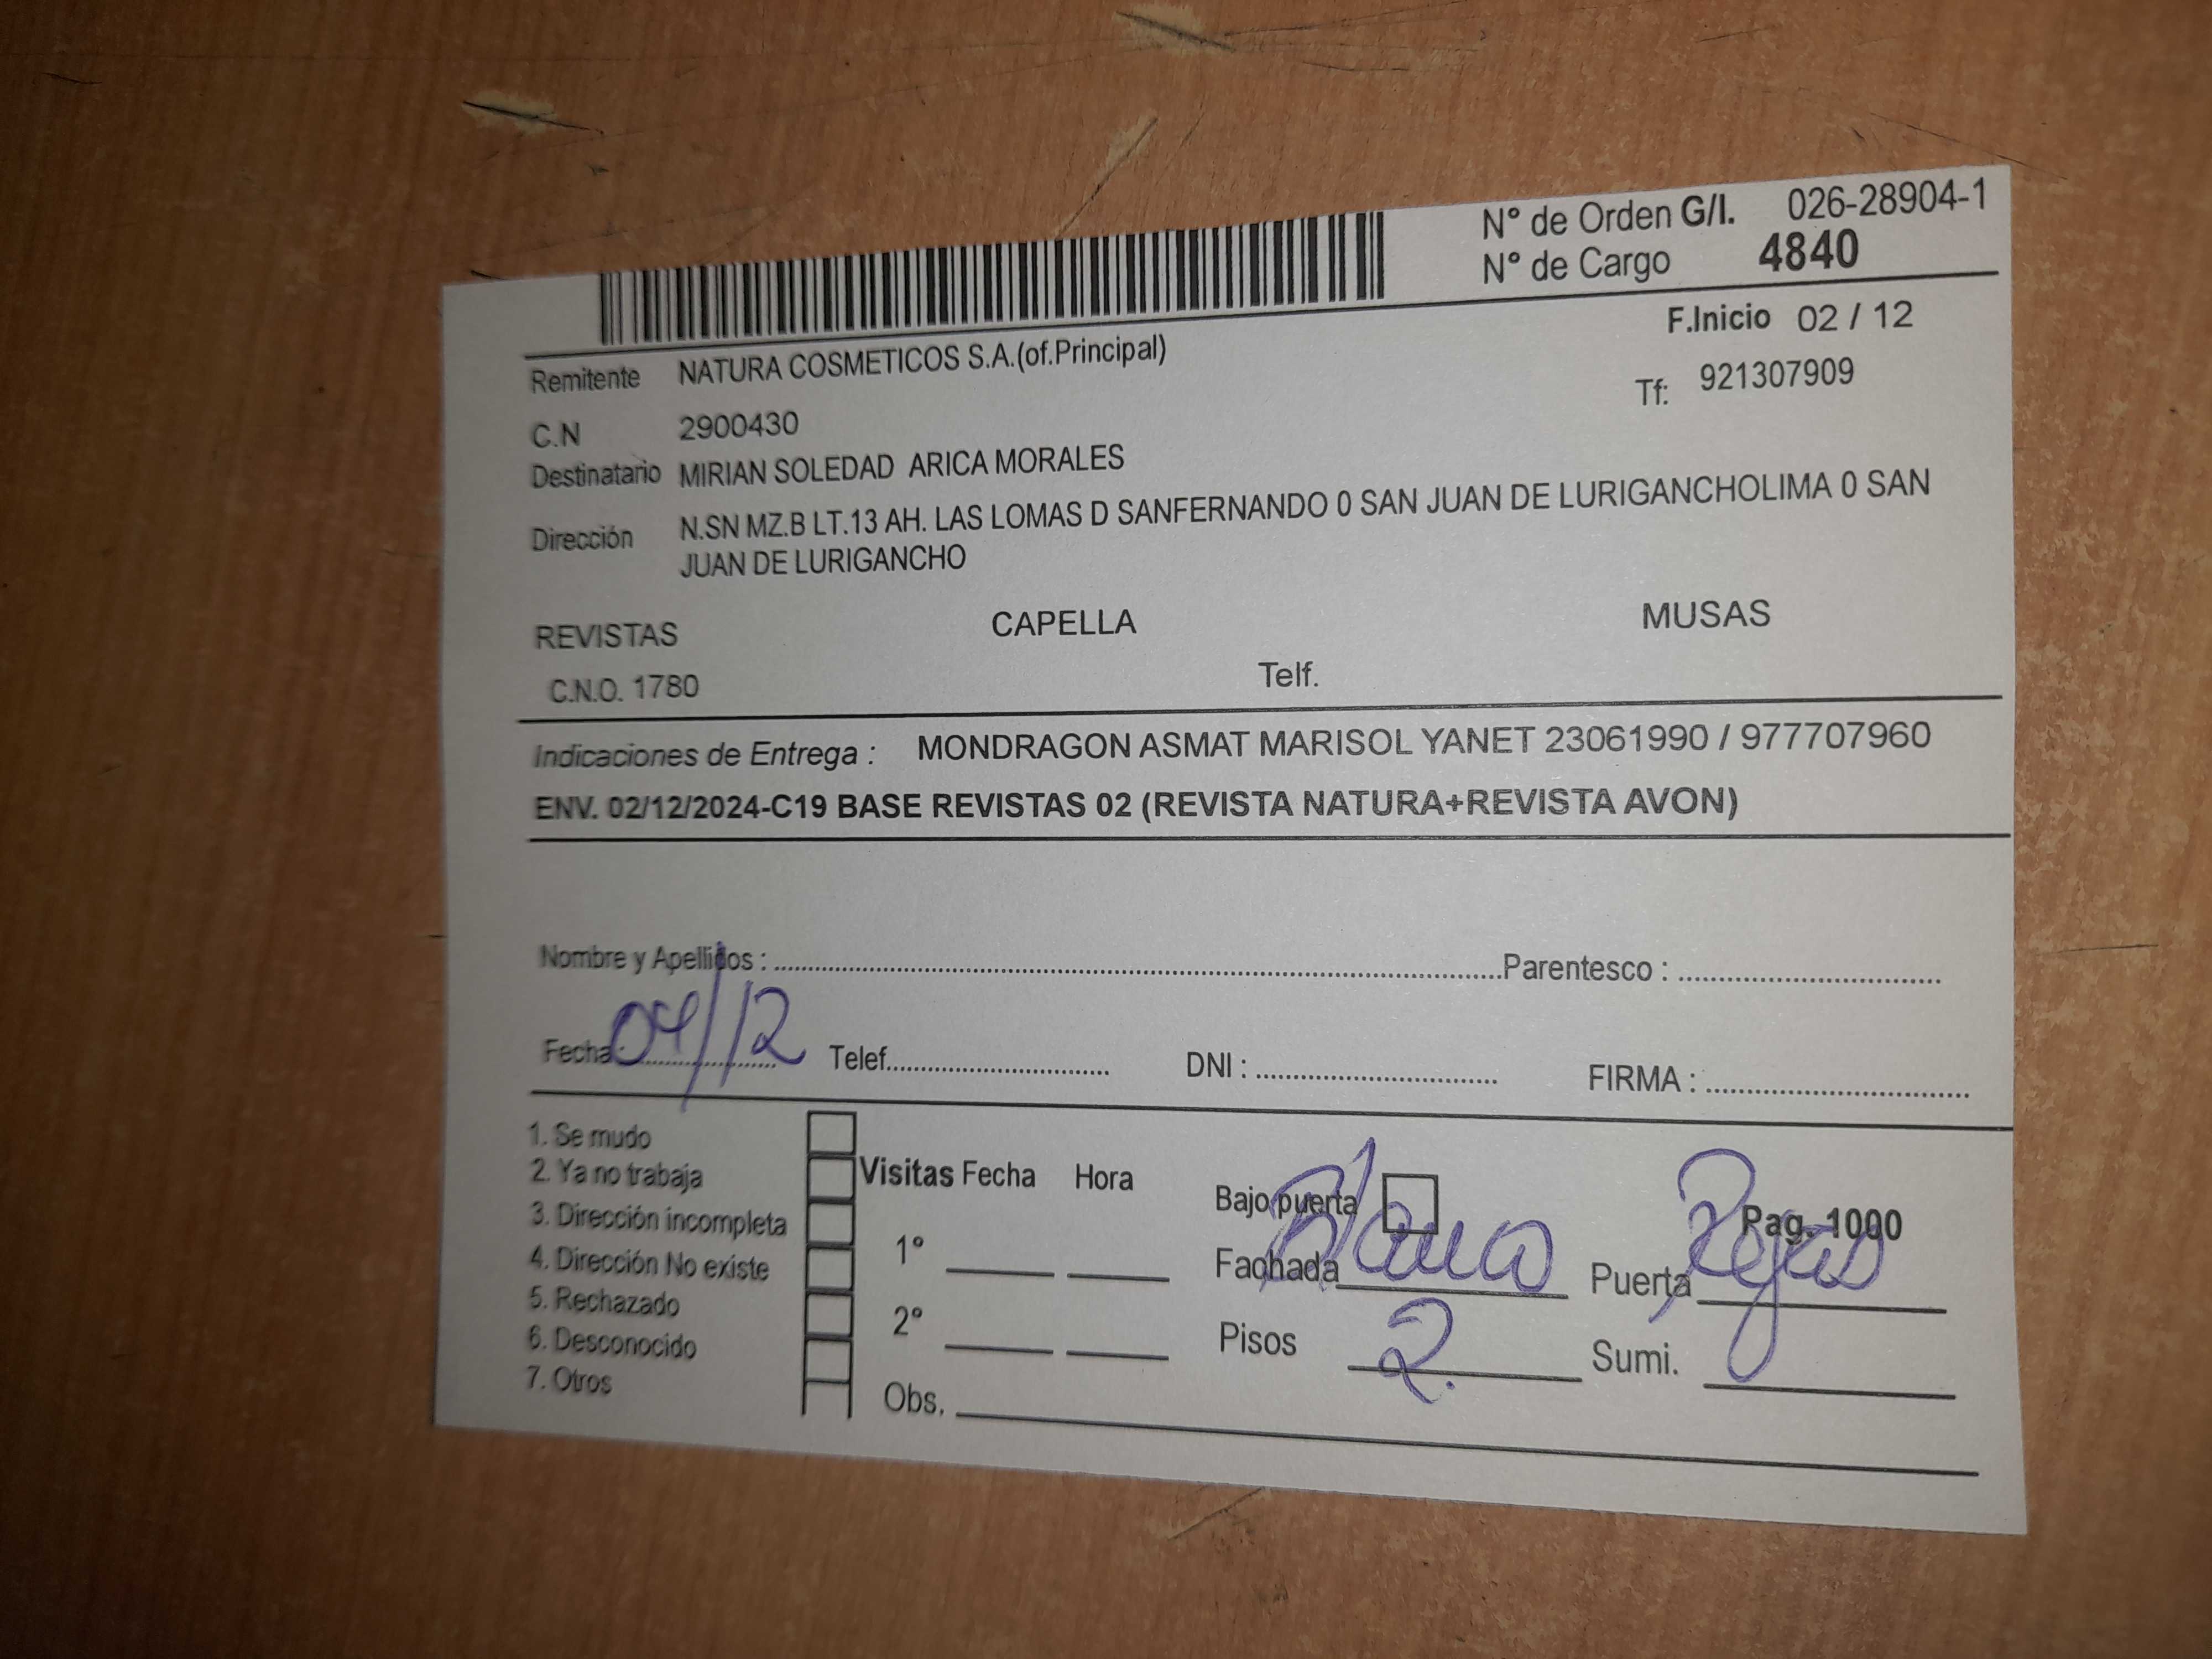 N° de Orden G/I. 026-28904-1
N° de Cargo 4840
F.Inicio 02 / 12
Remitente NATURA COSMETICOS S.A.(of.Principal)
Tf: 921307909
C.N 2900430
Destinatario MIRIAN SOLEDAD ARICA MORALES
Dirección N.SN MZ.B LT.13 AH. LAS LOMAS D SANFERNANDO 0 SAN JUAN DE LURIGANCHOLIMA 0 SAN
JUAN DE LURIGANCHO
REVISTAS CAPELLA MUSAS
C.N.O. 1780 Telf.
Indicaciones de Entrega : MONDRAGON ASMAT MARISOL YANET 23061990 / 977707960
ENV. 02/12/2024-C19 BASE REVISTAS 02 (REVISTA NATURA+REVISTA AVON)
Nombre y Apellidos : Parentesco :
Fecha: 04/12 Telef. DNI : FIRMA :
1. Se mudo
2. Ya no trabaja
3. Dirección incompleta
4. Dirección No existe
5. Rechazado
6. Desconocido
7. Otros
Visitas Fecha Hora
1°
2°
Obs.
Bajo puerta Pag. 1000
Fachada Blanco Puerta Rejas
Pisos 2. Sumi.